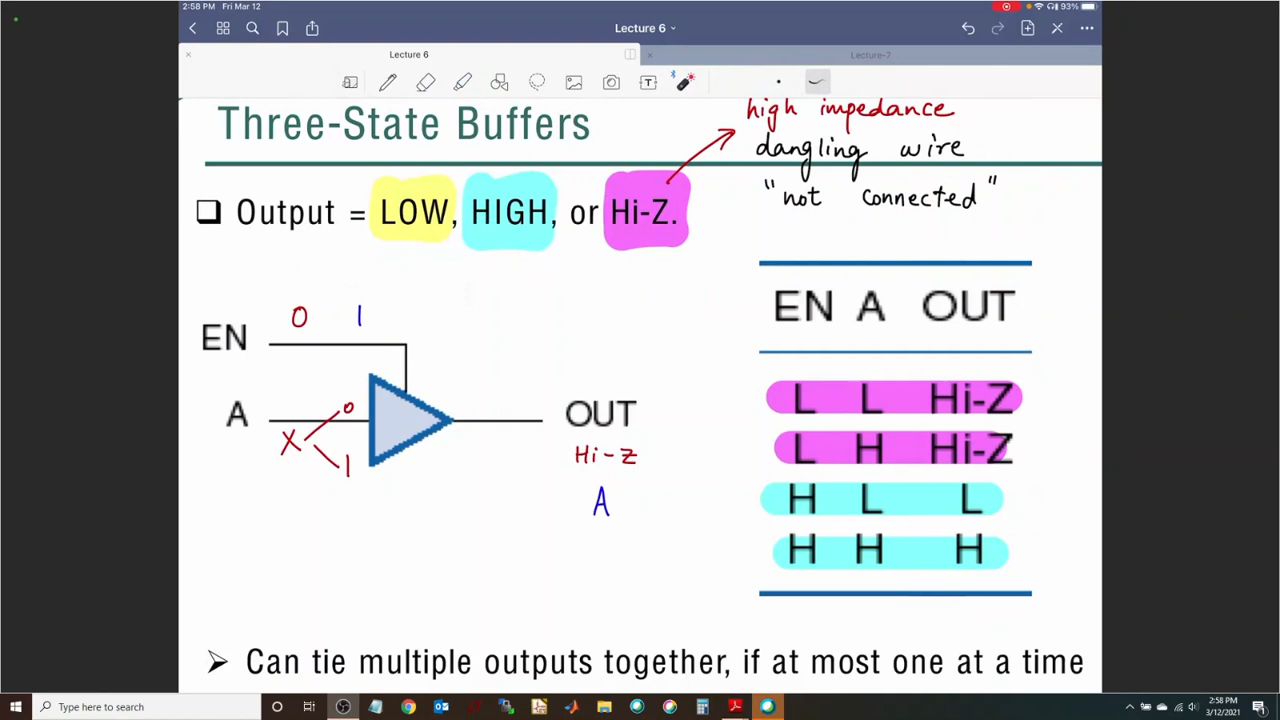 2:58 PM Fri Mar 12
93%
Lecture 6
Lecture 6
Lecture-7
Three-State Buffers
high impedance
dangling wire
"not connected"
Output = LOW, HIGH, or Hi-Z.
EN 0 1
A X 0 1
OUT
Hi-Z
A
EN A OUT
L L Hi-Z
L H Hi-Z
H L L
H H H
Can tie multiple outputs together, if at most one at a time
Type here to search
2:58 PM
3/12/2021